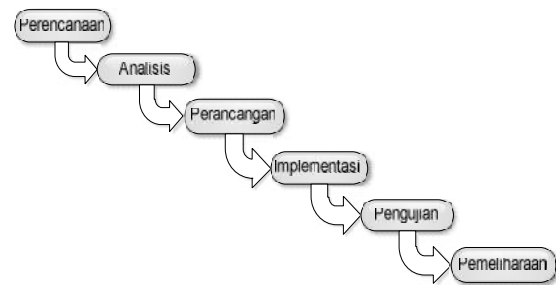 Perencanaan
Analisis
Perancangan
Implementasi
Pengujian
Pemeliharaan